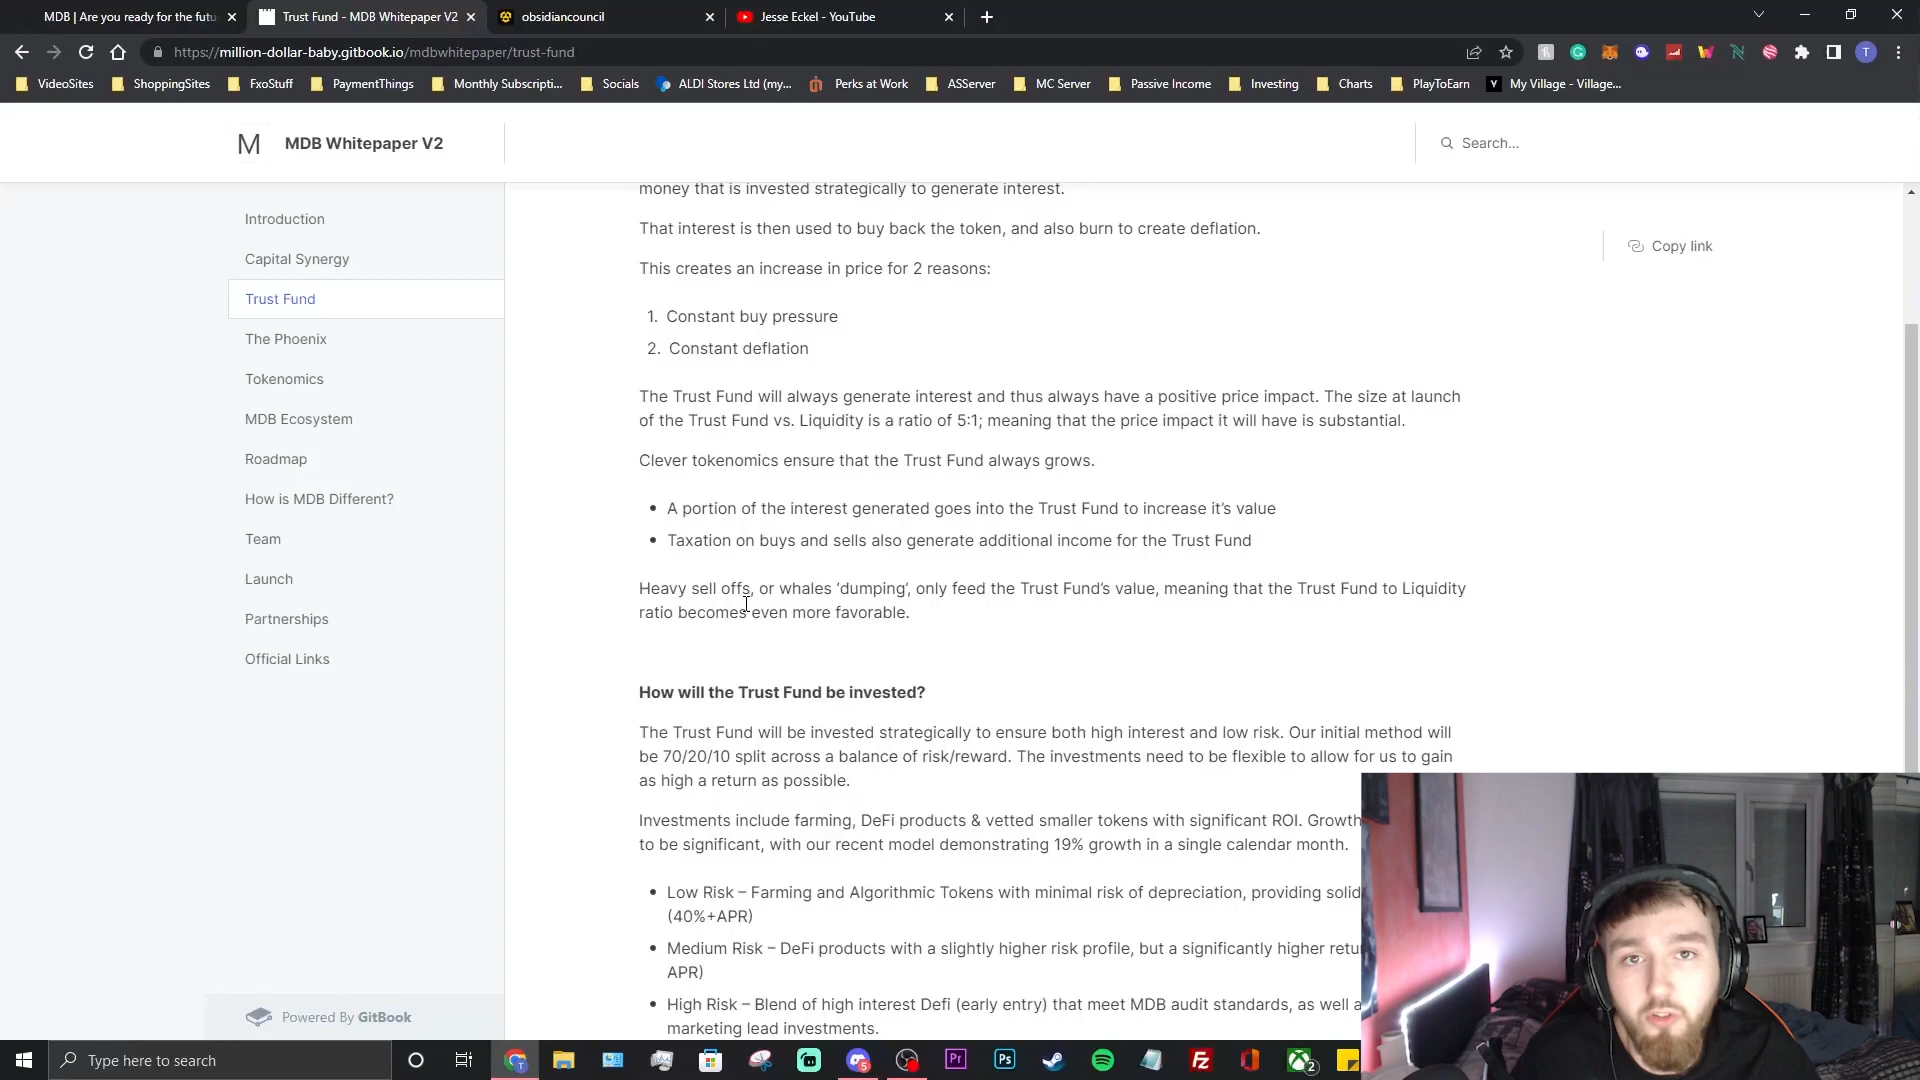 MDB | Are you ready for the futu
Trust Fund - MDB Whitepaper V2
obsidiancouncil
Jesse Eckel - YouTube
https://million-dollar-baby.gitbook.io/mdbwhitepaper/trust-fund
T
VideoSites
ShoppingSites
FxoStuff
PaymentThings
Monthly Subscripti...
Socials
ALDI Stores Ltd (my...
Perks at Work
ASServer
MC Server
Passive Income
Investing
Charts
PlayToEarn
My Village - Village...
M
MDB Whitepaper V2
Search...
Introduction
Capital Synergy
Trust Fund
The Phoenix
Tokenomics
MDB Ecosystem
Roadmap
How is MDB Different?
Team
Launch
Partnerships
Official Links
Powered By GitBook
money that is invested strategically to generate interest.
That interest is then used to buy back the token, and also burn to create deflation.
This creates an increase in price for 2 reasons:
1. Constant buy pressure
2. Constant deflation
The Trust Fund will always generate interest and thus always have a positive price impact. The size at launch
of the Trust Fund vs. Liquidity is a ratio of 5:1; meaning that the price impact it will have is substantial.
Clever tokenomics ensure that the Trust Fund always grows.
• A portion of the interest generated goes into the Trust Fund to increase it’s value
• Taxation on buys and sells also generate additional income for the Trust Fund
Heavy sell offs, or whales ‘dumping’, only feed the Trust Fund’s value, meaning that the Trust Fund to Liquidity
ratio becomes even more favorable.
How will the Trust Fund be invested?
The Trust Fund will be invested strategically to ensure both high interest and low risk. Our initial method will
be 70/20/10 split across a balance of risk/reward. The investments need to be flexible to allow for us to gain
as high a return as possible.
Investments include farming, DeFi products & vetted smaller tokens with significant ROI. Growth
to be significant, with our recent model demonstrating 19% growth in a single calendar month.
• Low Risk – Farming and Algorithmic Tokens with minimal risk of depreciation, providing solid
(40%+APR)
• Medium Risk – DeFi products with a slightly higher risk profile, but a significantly higher retu
APR)
• High Risk – Blend of high interest Defi (early entry) that meet MDB audit standards, as well a
marketing lead investments.
Copy link
Type here to search
5
Pr
Ps
Fz
2